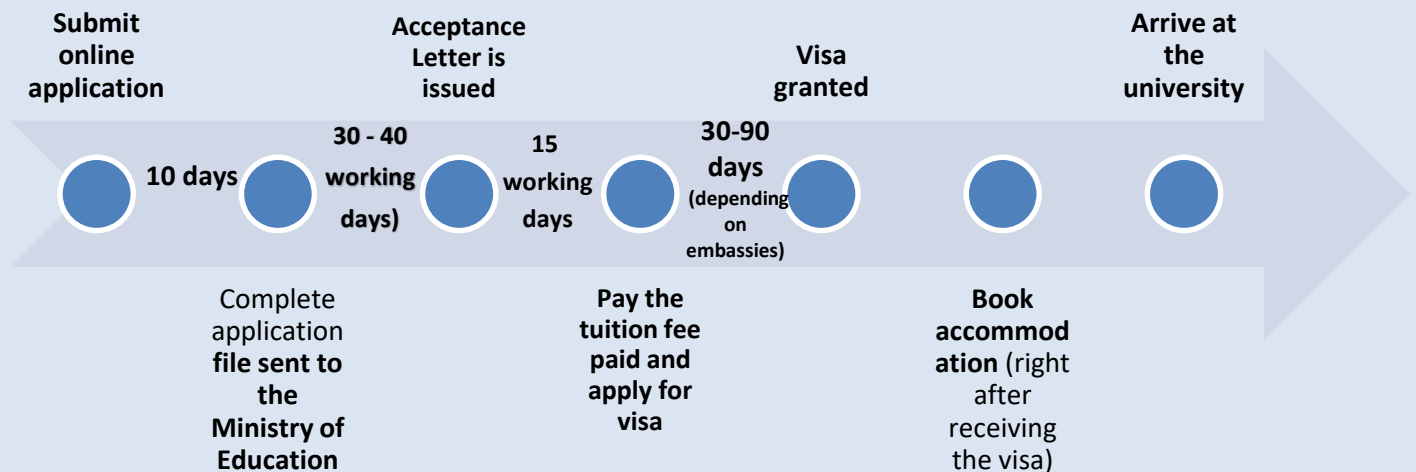 Submit
online
application
10 days
Complete
application
file sent to
the
Ministry of
Education
30 - 40
working
days)
Acceptance
Letter is
issued
15
working
days
Pay the
tuition fee
paid and
apply for
visa
30-90
days
(depending
on
embassies)
Visa
granted
Book
accommod
ation (right
after
receiving
the visa)
Arrive at
the
university